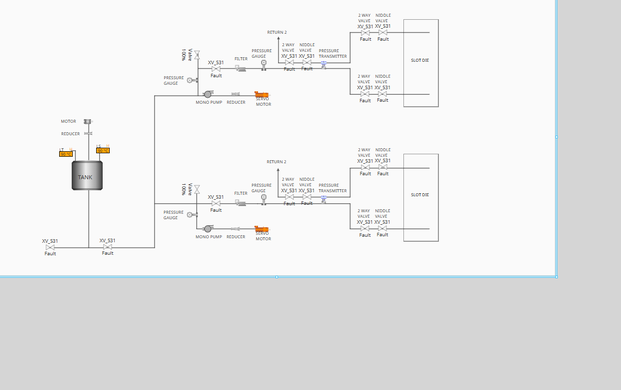 2 WAY
VALVE
XV_S31
Fault
NIDDLE
VALVE
XV_S31
Fault
RETURN 2
2 WAY
VALVE
XV_S31
Fault
NIDDLE
VALVE
XV_S31
Fault
PRESSURE
TRANSMITTER
SLOT DIE
Valve
100%
XV_S31
Fault
FILTER
PRESSURE
GAUGE
PRESSURE
GAUGE
2 WAY
VALVE
XV_S31
Fault
NIDDLE
VALVE
XV_S31
Fault
MONO PUMP
REDUCER
SERVO
MOTOR
MOTOR
REDUCER
TANK
XV_S31
Fault
XV_S31
Fault
2 WAY
VALVE
XV_S31
Fault
NIDDLE
VALVE
XV_S31
Fault
RETURN 2
2 WAY
VALVE
XV_S31
Fault
NIDDLE
VALVE
XV_S31
Fault
PRESSURE
TRANSMITTER
SLOT DIE
Valve
100%
XV_S31
Fault
FILTER
PRESSURE
GAUGE
PRESSURE
GAUGE
2 WAY
VALVE
XV_S31
Fault
NIDDLE
VALVE
XV_S31
Fault
MONO PUMP
REDUCER
SERVO
MOTOR